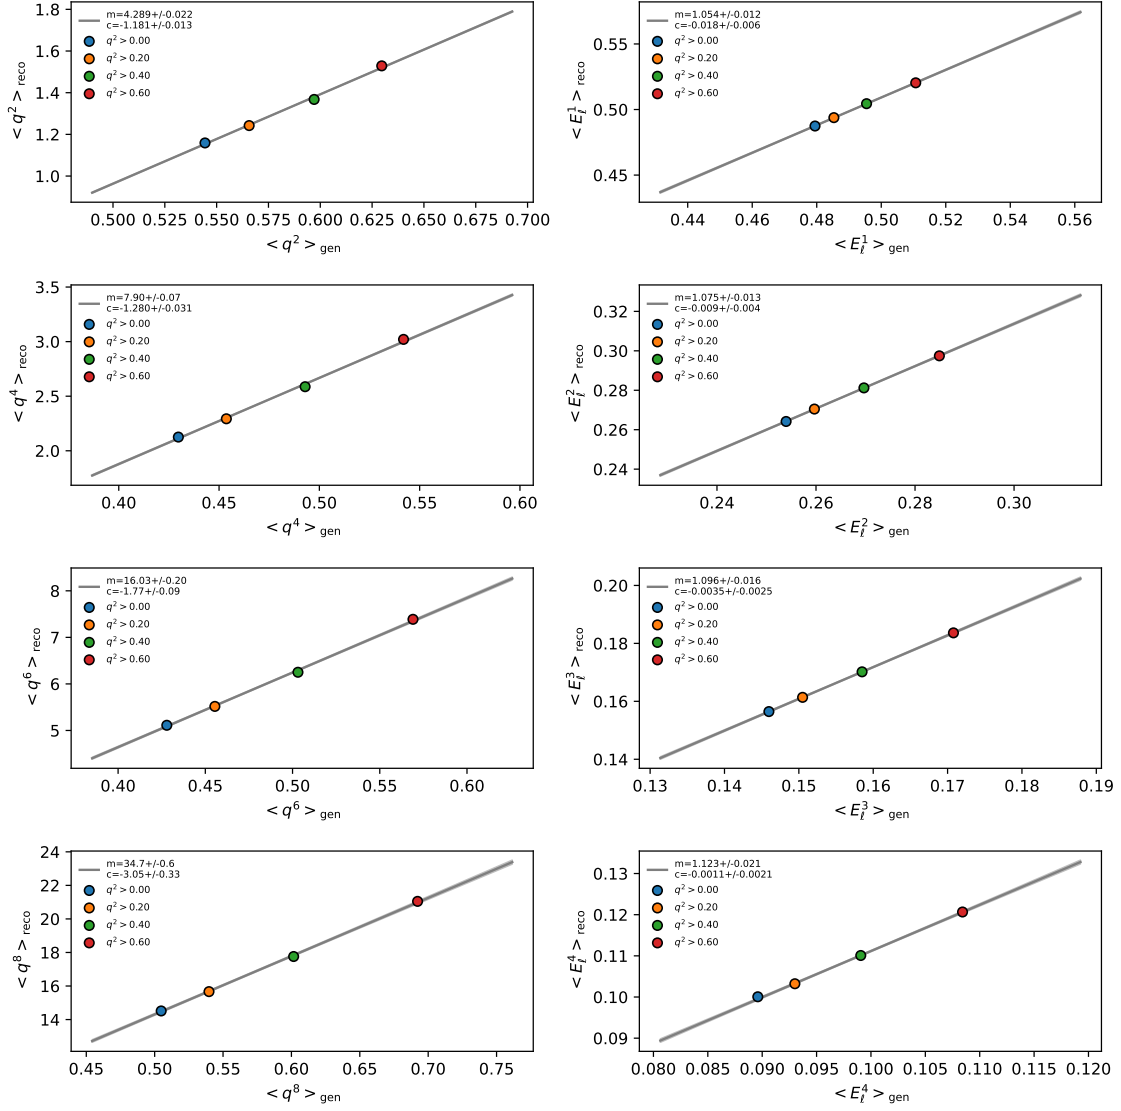 m=4.289+/-0.022
c=-1.181+/-0.013
q² > 0.00
q² > 0.20
q² > 0.40
q² > 0.60
1.8
1.6
1.4
1.2
1.0
< q² >reco
0.500 0.525 0.550 0.575 0.600 0.625 0.650 0.675 0.700
< q² >gen
m=1.054+/-0.012
c=-0.018+/-0.006
q² > 0.00
q² > 0.20
q² > 0.40
q² > 0.60
0.55
0.50
0.45
< E_ℓ^1 >reco
0.44 0.46 0.48 0.50 0.52 0.54 0.56
< E_ℓ^1 >gen
m=7.90+/-0.07
c=-1.280+/-0.031
q² > 0.00
q² > 0.20
q² > 0.40
q² > 0.60
3.5
3.0
2.5
2.0
< q⁴ >reco
0.40 0.45 0.50 0.55 0.60
< q⁴ >gen
m=1.075+/-0.013
c=-0.009+/-0.004
q² > 0.00
q² > 0.20
q² > 0.40
q² > 0.60
0.32
0.30
0.28
0.26
0.24
< E_ℓ^2 >reco
0.24 0.26 0.28 0.30
< E_ℓ^2 >gen
m=16.03+/-0.20
c=-1.77+/-0.09
q² > 0.00
q² > 0.20
q² > 0.40
q² > 0.60
8
7
6
5
< q⁶ >reco
0.40 0.45 0.50 0.55 0.60
< q⁶ >gen
m=1.096+/-0.016
c=-0.0035+/-0.0025
q² > 0.00
q² > 0.20
q² > 0.40
q² > 0.60
0.20
0.18
0.16
0.14
< E_ℓ^3 >reco
0.13 0.14 0.15 0.16 0.17 0.18 0.19
< E_ℓ^3 >gen
m=34.7+/-0.6
c=-3.05+/-0.33
q² > 0.00
q² > 0.20
q² > 0.40
q² > 0.60
24
22
20
18
16
14
< q⁸ >reco
0.45 0.50 0.55 0.60 0.65 0.70 0.75
< q⁸ >gen
m=1.123+/-0.021
c=-0.0011+/-0.0021
q² > 0.00
q² > 0.20
q² > 0.40
q² > 0.60
0.13
0.12
0.11
0.10
0.09
< E_ℓ^4 >reco
0.080 0.085 0.090 0.095 0.100 0.105 0.110 0.115 0.120
< E_ℓ^4 >gen